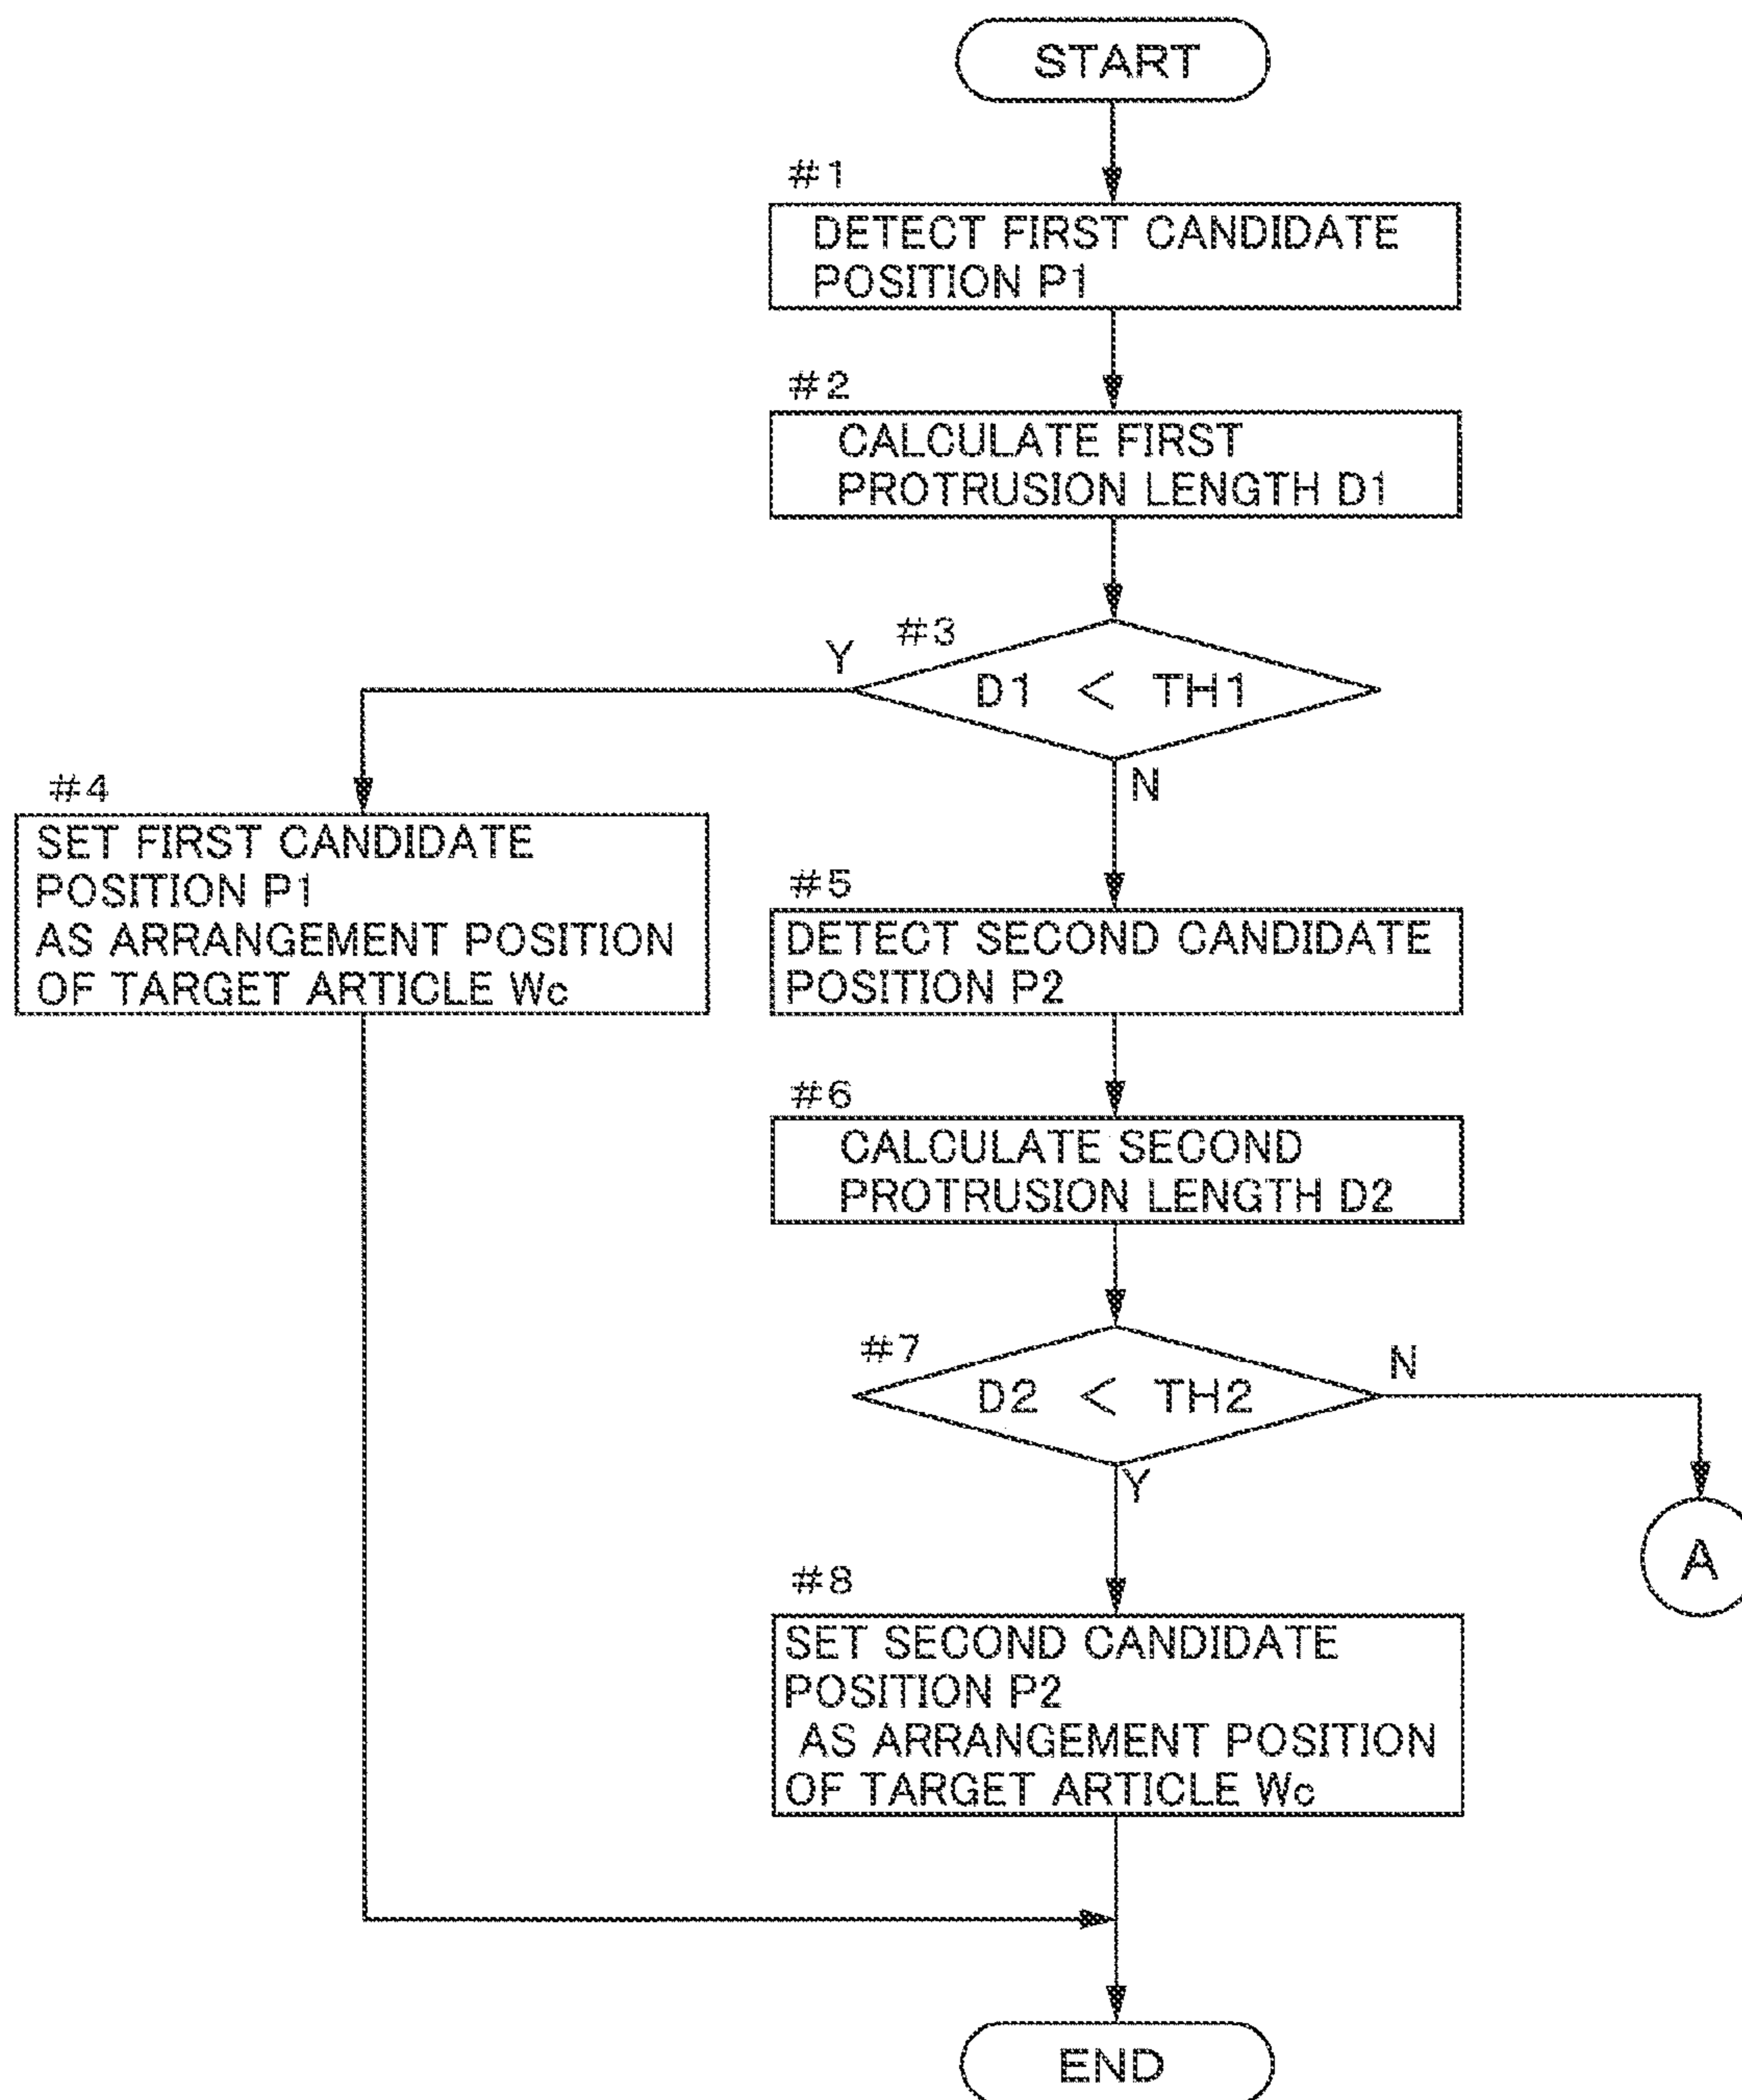 START
#1
DETECT FIRST CANDIDATE
POSITION P1
#2
CALCULATE FIRST
PROTRUSION LENGTH D1
#3
D1 < TH1
Y
N
#4
SET FIRST CANDIDATE
POSITION P1
AS ARRANGEMENT POSITION
OF TARGET ARTICLE Wc
#5
DETECT SECOND CANDIDATE
POSITION P2
#6
CALCULATE SECOND
PROTRUSION LENGTH D2
#7
D2 < TH2
N
Y
A
#8
SET SECOND CANDIDATE
POSITION P2
AS ARRANGEMENT POSITION
OF TARGET ARTICLE Wc
END